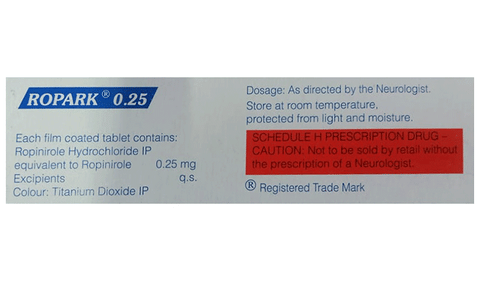 ROPARK ® 0.25
Each film coated tablet contains:
Ropinirole Hydrochloride IP
equivalent to Ropinirole 0.25 mg
Excipients q.s.
Colour: Titanium Dioxide IP
Dosage: As directed by the Neurologist.
Store at room temperature,
protected from light and moisture.
SCHEDULE H PRESCRIPTION DRUG –
CAUTION: Not to be sold by retail without
the prescription of a Neurologist.
® Registered Trade Mark